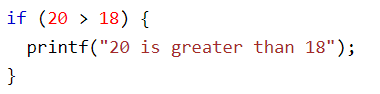 if (20 > 18) {
  printf("20 is greater than 18");
}